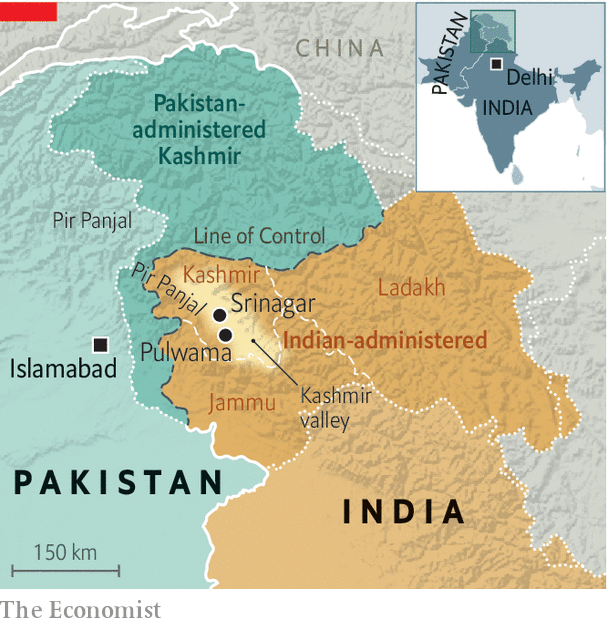 CHINA
PAKISTAN
Delhi
INDIA
Pakistan-
administered
Kashmir
Pir Panjal
Line of Control
Pir Panjal
Kashmir
Ladakh
Srinagar
Indian-administered
Pulwama
Islamabad
Jammu
Kashmir
valley
PAKISTAN
INDIA
150 km
The Economist